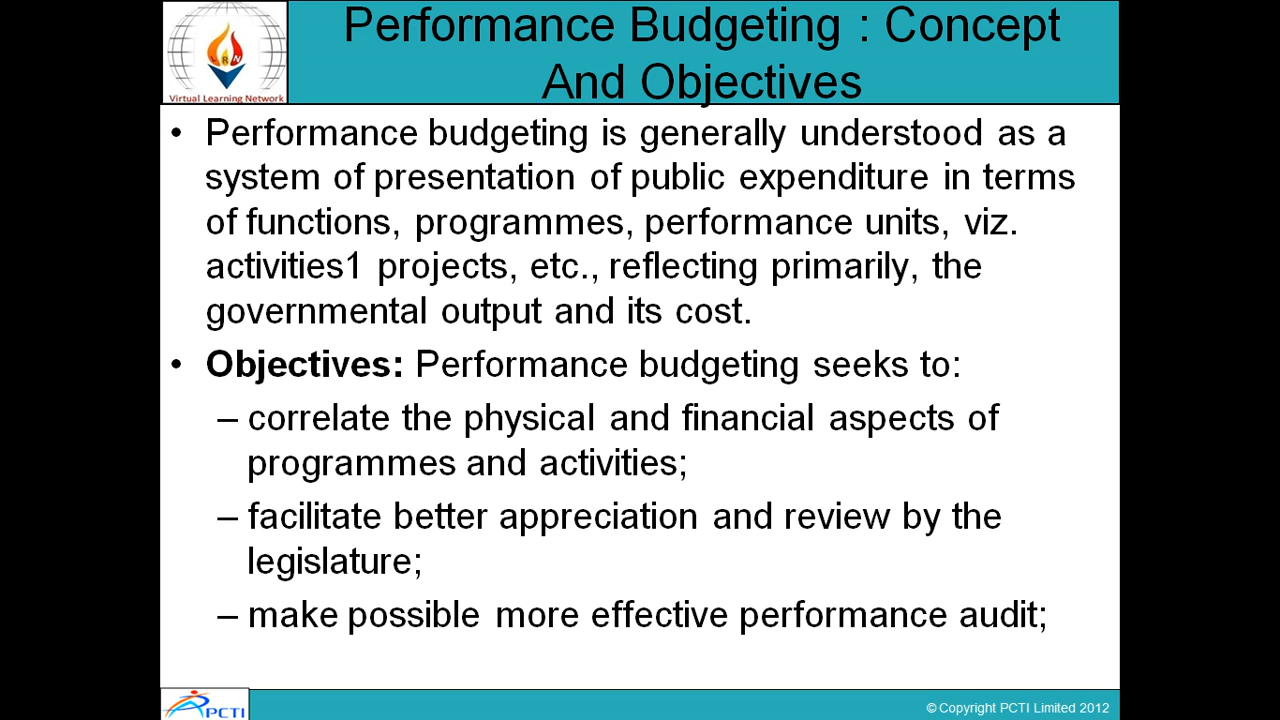 Performance Budgeting : Concept
And Objectives
Virtual Learning Network
• Performance budgeting is generally understood as a
system of presentation of public expenditure in terms
of functions, programmes, performance units, viz.
activities1 projects, etc., reflecting primarily, the
governmental output and its cost.
• Objectives: Performance budgeting seeks to:
– correlate the physical and financial aspects of
programmes and activities;
– facilitate better appreciation and review by the
legislature;
– make possible more effective performance audit;
PCTI
© Copyright PCTI Limited 2012